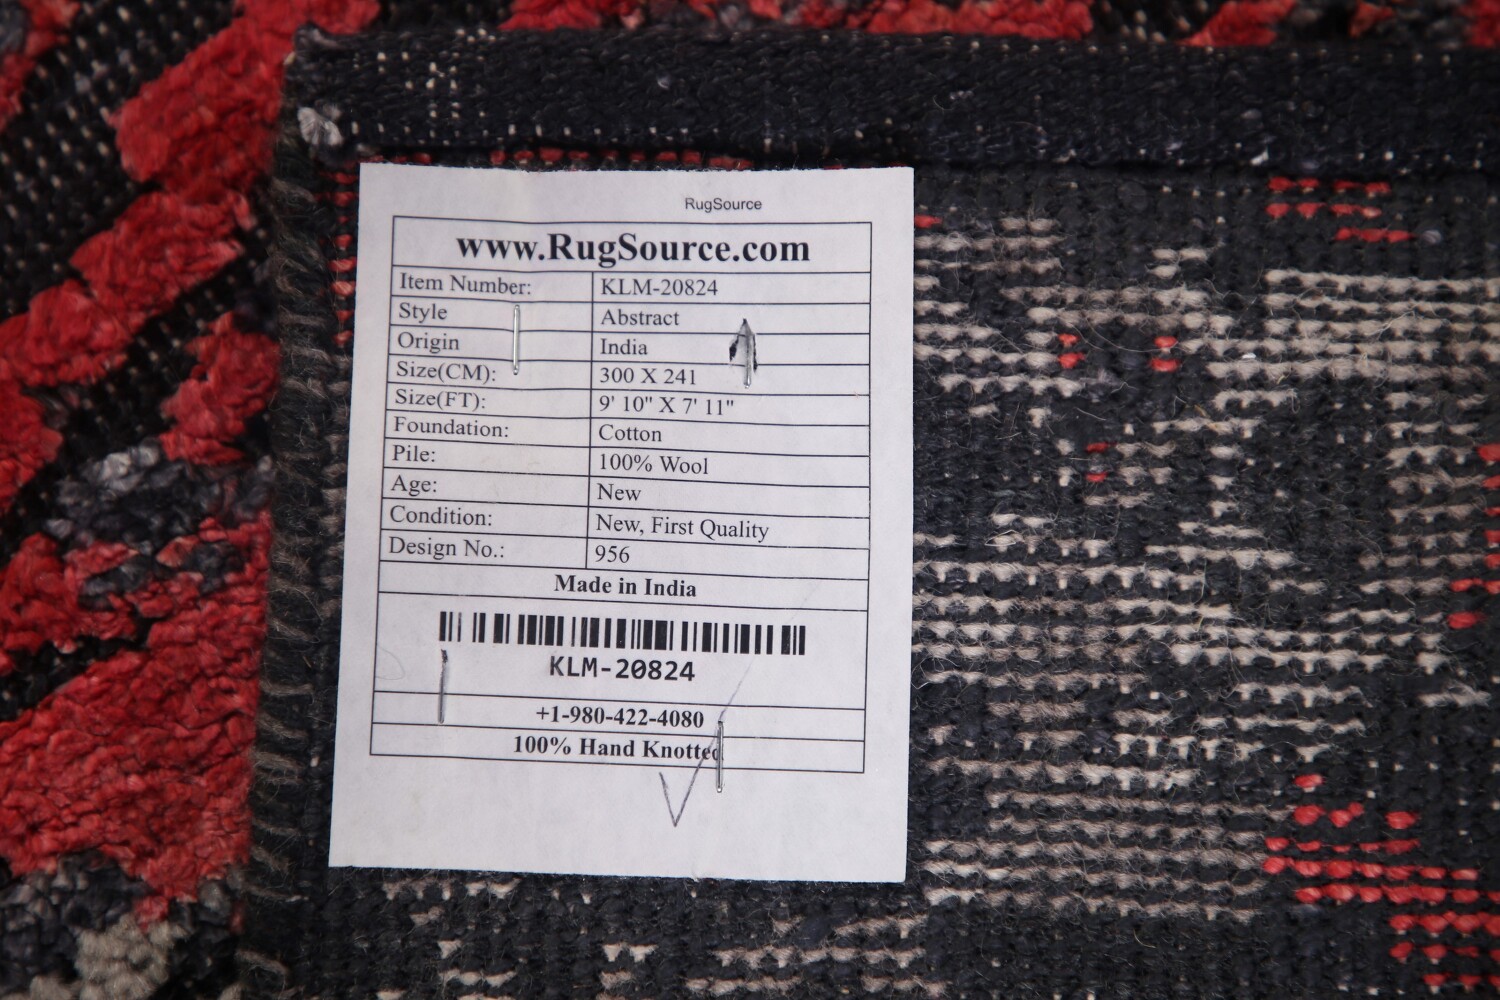 RugSource
www.RugSource.com
Item Number: KLM-20824
Style Abstract
Origin India
Size(CM): 300 X 241
Size(FT): 9' 10" X 7' 11"
Foundation: Cotton
Pile: 100% Wool
Age: New
Condition: New, First Quality
Design No.: 956
Made in India
KLM-20824
+1-980-422-4080
100% Hand Knotted